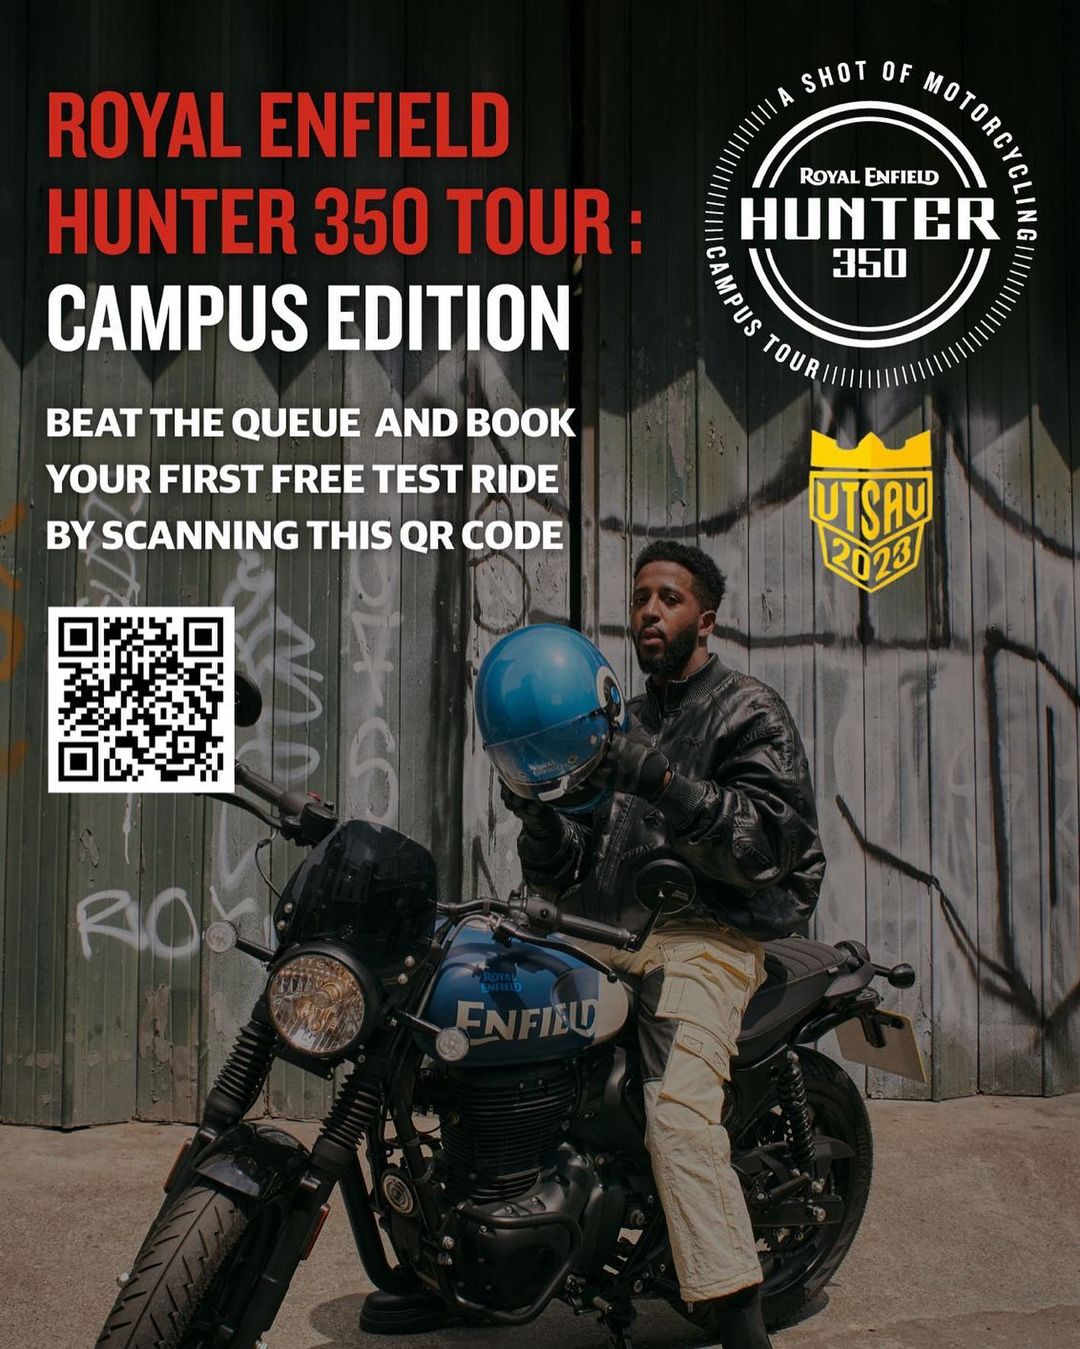 ROYAL ENFIELD
HUNTER 350 TOUR :
CAMPUS EDITION
BEAT THE QUEUE AND BOOK
YOUR FIRST FREE TEST RIDE
BY SCANNING THIS QR CODE
A SHOT OF MOTORCYCLING
ROYAL ENFIELD
HUNTER
350
CAMPUS TOUR
UTSAV
2023
ROYAL
ENFIELD
ENFIELD